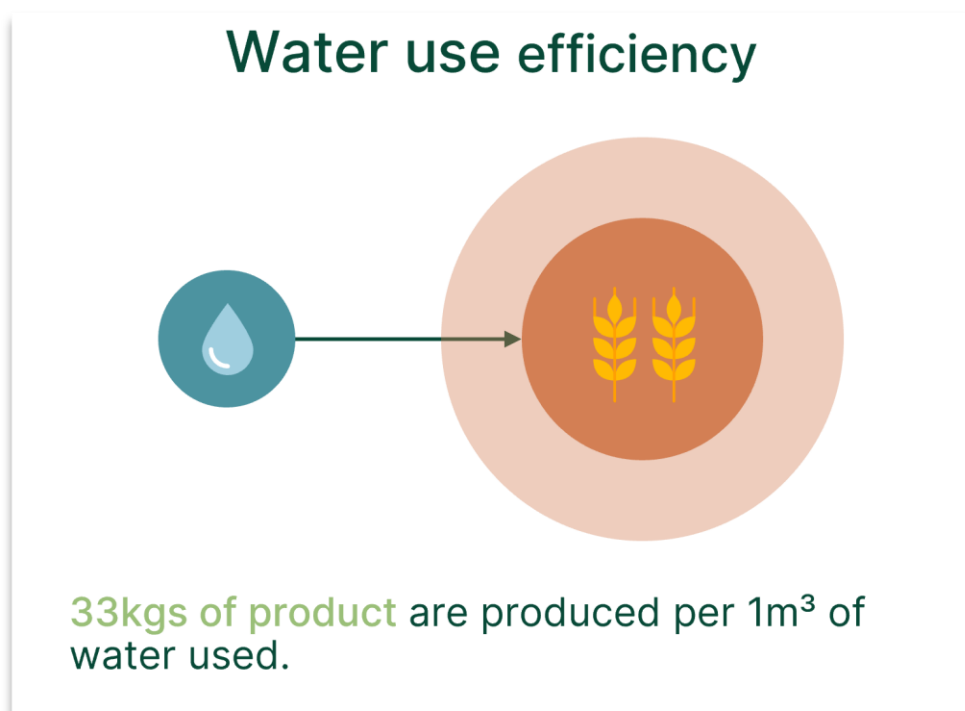 Water use efficiency
33kgs of product are produced per 1m³ of
water used.